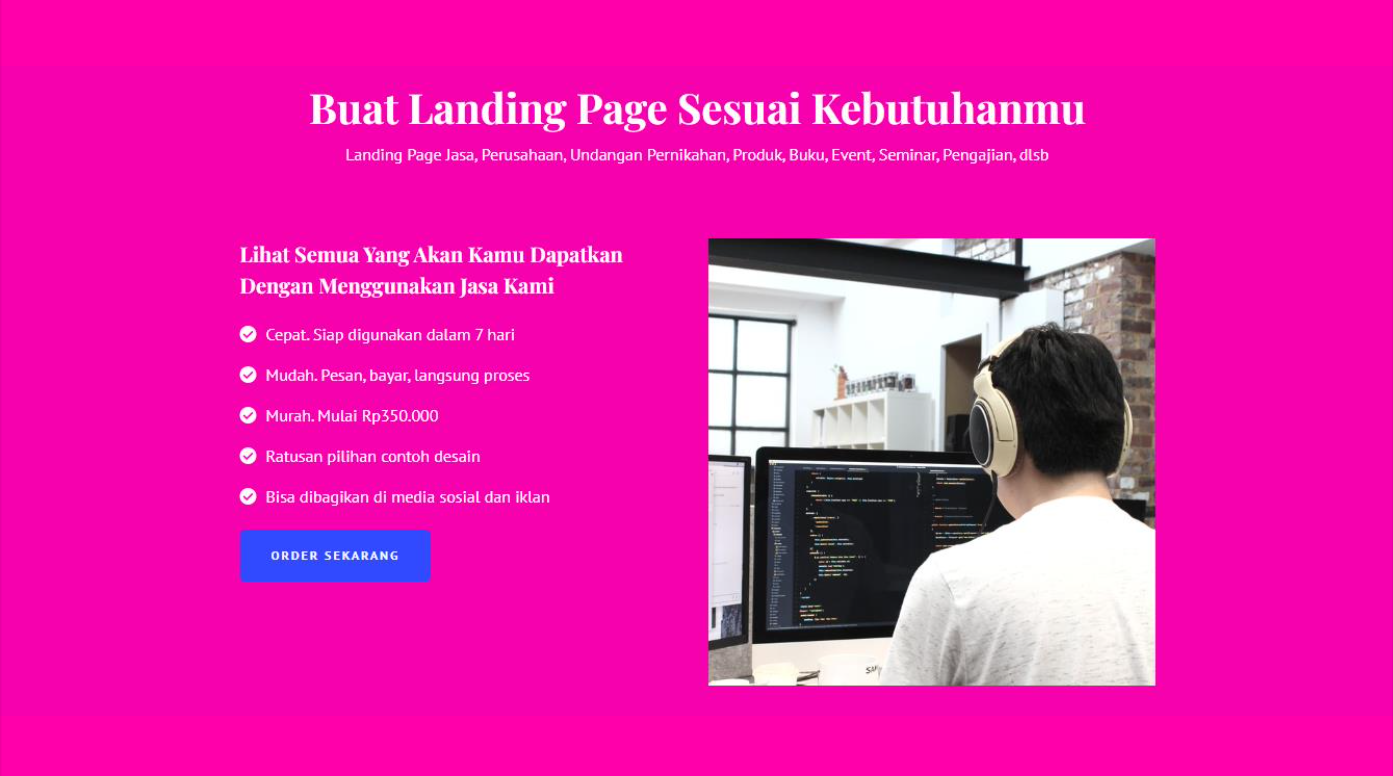 Buat Landing Page Sesuai Kebutuhanmu
Landing Page Jasa, Perusahaan, Undangan Pernikahan, Produk, Buku, Event, Seminar, Pengajian, dlsb
Lihat Semua Yang Akan Kamu Dapatkan
Dengan Menggunakan Jasa Kami
Cepat. Siap digunakan dalam 7 hari
Mudah. Pesan, bayar, langsung proses
Murah. Mulai Rp350.000
Ratusan pilihan contoh desain
Bisa dibagikan di media sosial dan iklan
ORDER SEKARANG